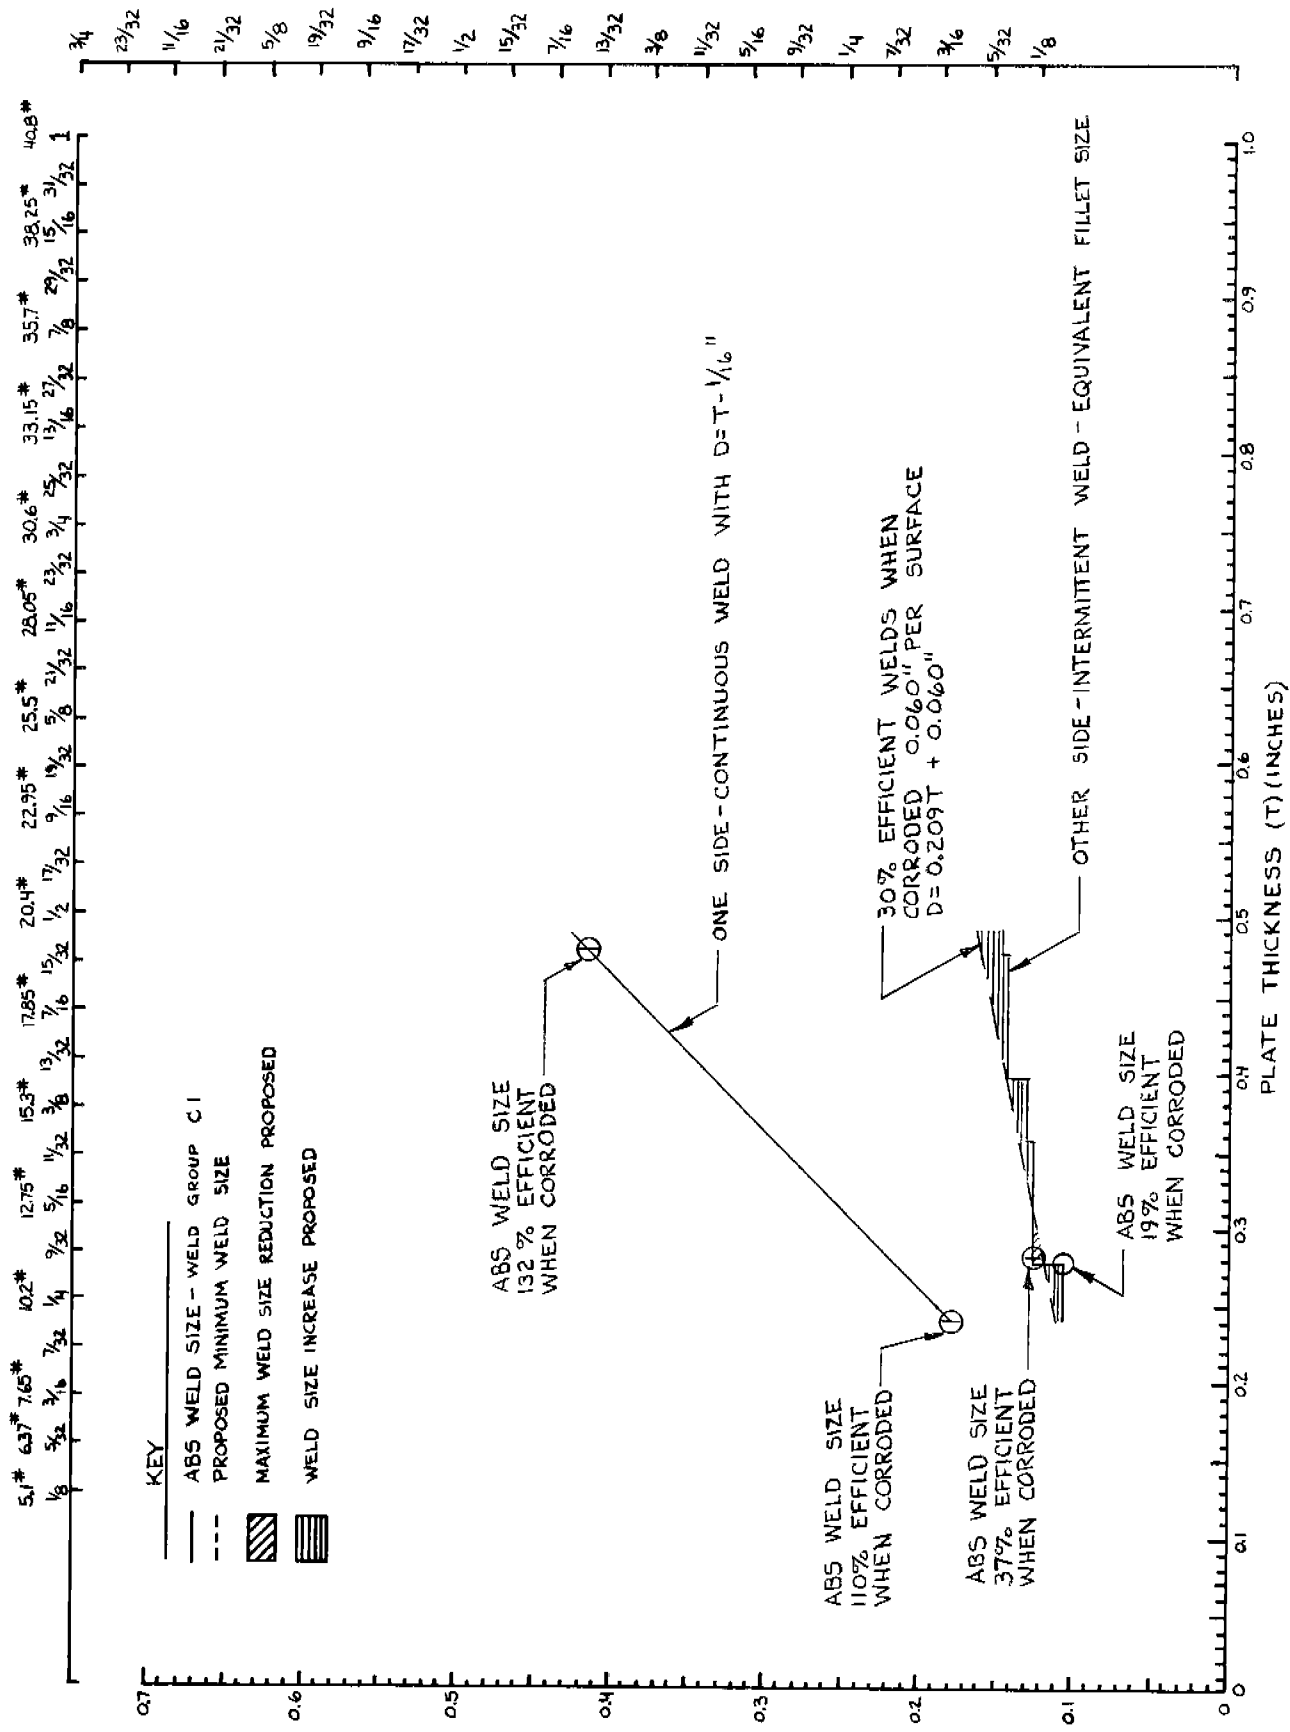 5.1# 6.37# 7.65# 10.2# 12.75# 15.3# 17.85# 20.4# 22.95# 25.5# 28.05# 30.6# 33.15# 35.7# 38.25# 40.8#
1/8 5/32 3/16 7/32 1/4 9/32 5/16 11/32 3/8 13/32 7/16 15/32 1/2 17/32 9/16 19/32 5/8 21/32 11/16 23/32 3/4 25/32 13/16 27/32 7/8 29/32 15/16 31/32 1
KEY
ABS WELD SIZE - WELD GROUP C1
PROPOSED MINIMUM WELD SIZE
MAXIMUM WELD SIZE REDUCTION PROPOSED
WELD SIZE INCREASE PROPOSED
ABS WELD SIZE
132% EFFICIENT
WHEN CORRODED
ONE SIDE-CONTINUOUS WELD WITH D=T-1/16"
ABS WELD SIZE
110% EFFICIENT
WHEN CORRODED
30% EFFICIENT WELDS WHEN
CORRODED 0.060" PER SURFACE
D=0.209T + 0.060"
ABS WELD SIZE
37% EFFICIENT
WHEN CORRODED
OTHER SIDE-INTERMITTENT WELD-EQUIVALENT FILLET SIZE
ABS WELD SIZE
19% EFFICIENT
WHEN CORRODED
0.7
0.6
0.5
0.4
0.3
0.2
0.1
0
0 0.1 0.2 0.3 0.4 0.5 0.6 0.7 0.8 0.9 1.0
PLATE THICKNESS (T) (INCHES)
3/4
23/32
11/16
21/32
5/8
19/32
9/16
17/32
1/2
15/32
7/16
13/32
3/8
11/32
5/16
9/32
1/4
7/32
3/16
5/32
1/8